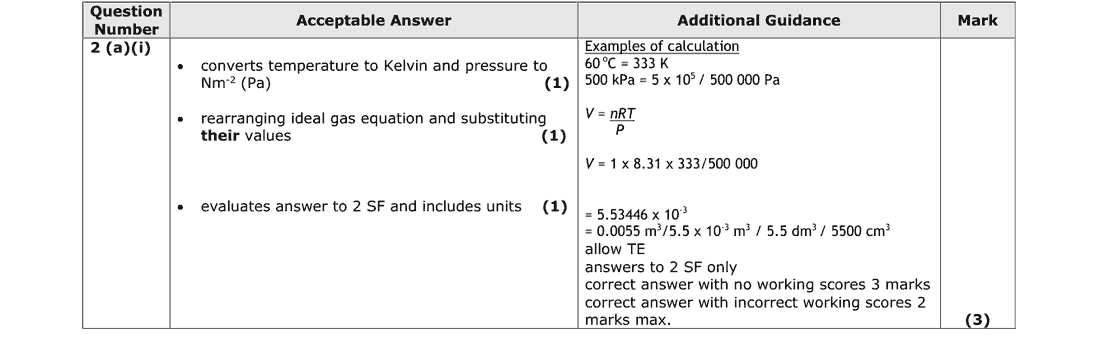 Question Number
Acceptable Answer
Additional Guidance
Mark
2 (a)(i)
• converts temperature to Kelvin and pressure to
Nm⁻² (Pa) (1)
• rearranging ideal gas equation and substituting
their values (1)
• evaluates answer to 2 SF and includes units (1)
Examples of calculation
60 °C = 333 K
500 kPa = 5 x 10⁵ / 500 000 Pa
V = nRT
P
V = 1 x 8.31 x 333/500 000
= 5.53446 x 10⁻³
= 0.0055 m³/5.5 x 10⁻³ m³ / 5.5 dm³ / 5500 cm³
allow TE
answers to 2 SF only
correct answer with no working scores 3 marks
correct answer with incorrect working scores 2
marks max.
(3)